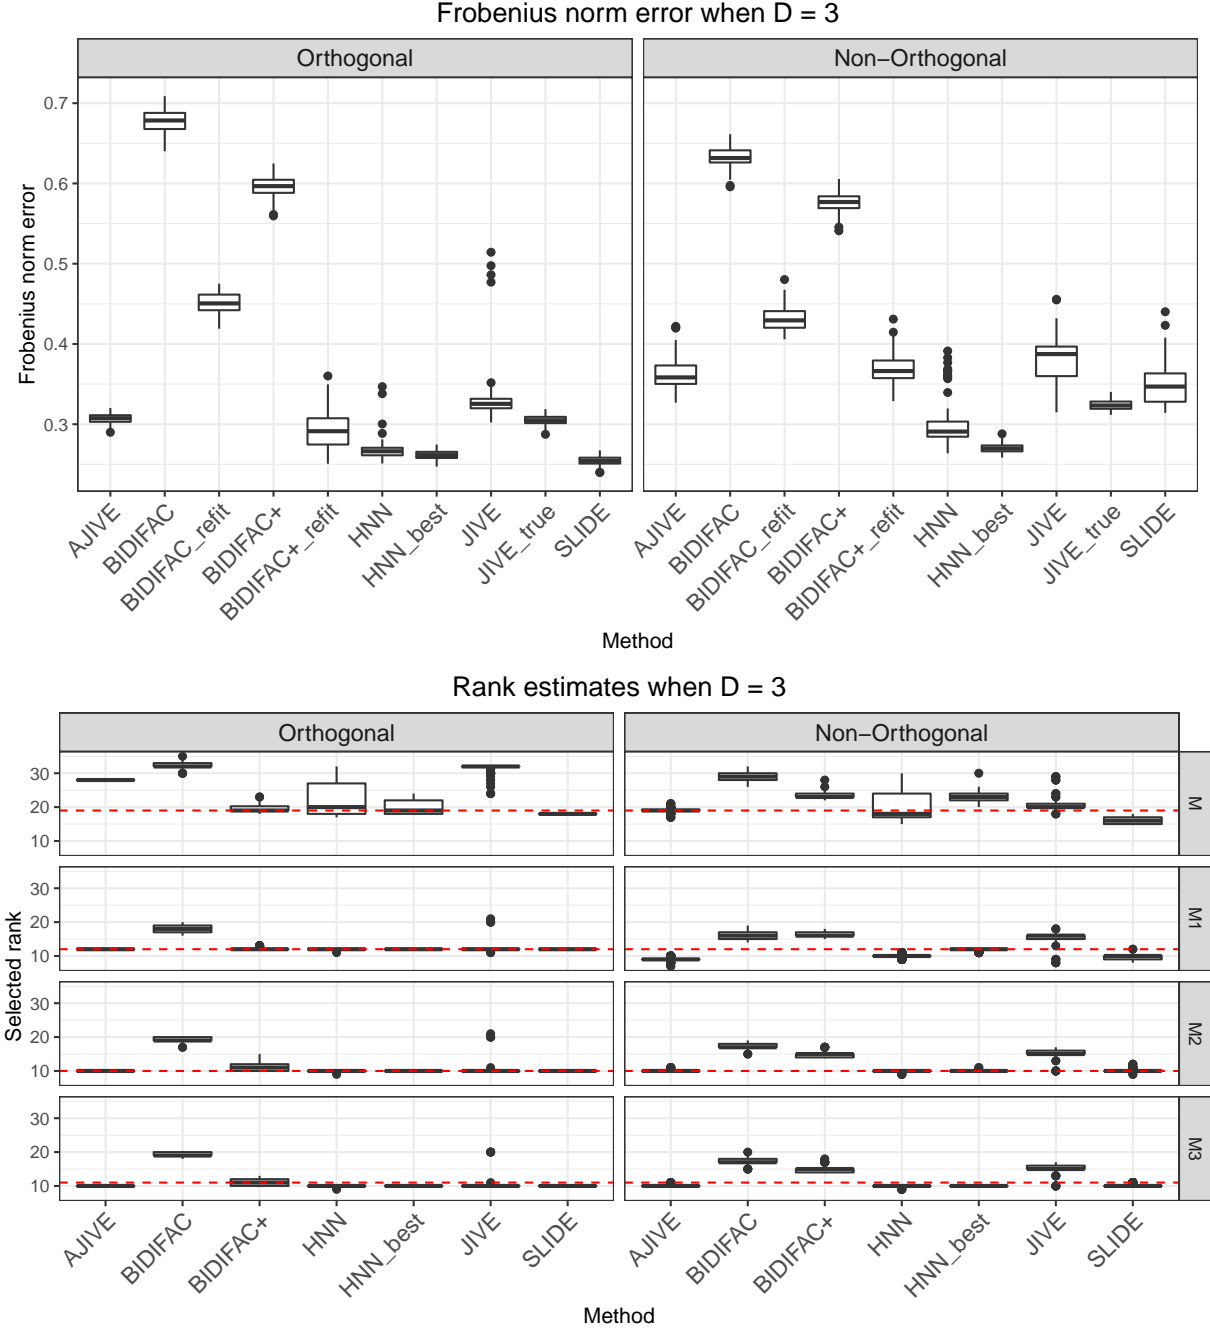 Frobenius norm error when D = 3
Orthogonal
Non−Orthogonal
Frobenius norm error
0.7
0.6
0.5
0.4
0.3
AJIVE
BIDIFAC
BIDIFAC_refit
BIDIFAC+
BIDIFAC+_refit
HNN
HNN_best
JIVE
JIVE_true
SLIDE
AJIVE
BIDIFAC
BIDIFAC_refit
BIDIFAC+
BIDIFAC+_refit
HNN
HNN_best
JIVE
JIVE_true
SLIDE
Method
Rank estimates when D = 3
Orthogonal
Non−Orthogonal
Selected rank
30
20
10
M
30
20
10
M1
30
20
10
M2
30
20
10
M3
AJIVE
BIDIFAC
BIDIFAC+
HNN
HNN_best
JIVE
SLIDE
AJIVE
BIDIFAC
BIDIFAC+
HNN
HNN_best
JIVE
SLIDE
Method